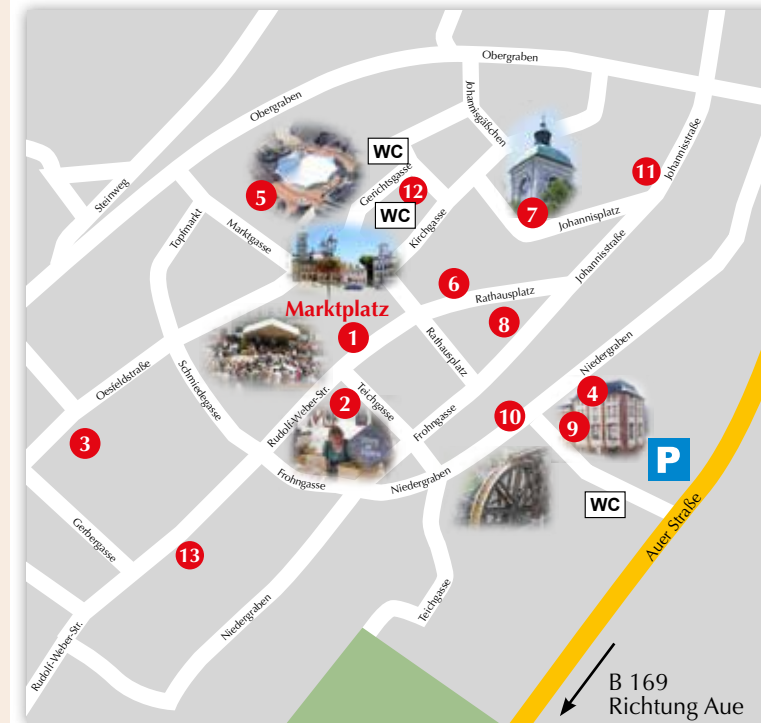 Obergraben
Obergraben
Johannisgäßchen
WC
Gerichtsgasse
12
11
Johannisstraße
Steinweg
5
WC
Kirchgasse
7
Johannisplatz
Topfmarkt
Marktgasse
Johannisstraße
6
Rathausplatz
Marktplatz
1
8
Rathausplatz
Niedergraben
Oesfeldstraße
Schmiedegasse
Rudolf-Weber-Str.
2
Teichgasse
Frohngasse
10
4
9
3
P
Frohngasse
Niedergraben
WC
Auer Straße
Gerbergasse
13
Niedergraben
Teichgasse
Rudolf-Weber-Str.
B 169
Richtung Aue